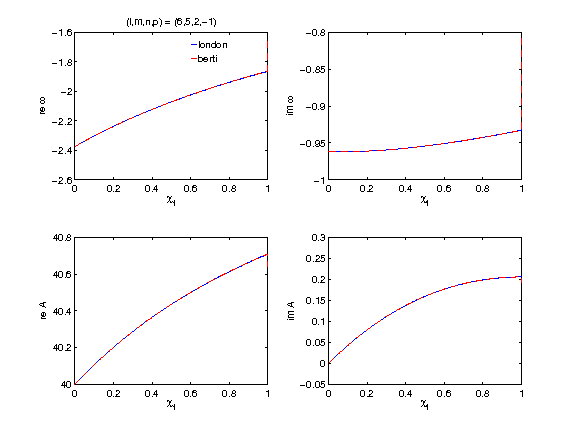 (l,m,n,p) = (6,5,2,−1)
−1.6
−1.8
−2
−2.2
−2.4
−2.6
re ω
london
berti
0 0.2 0.4 0.6 0.8 1
χf
−0.8
−0.85
−0.9
−0.95
−1
im ω
0 0.2 0.4 0.6 0.8 1
χf
40.8
40.6
40.4
40.2
40
re A
0 0.2 0.4 0.6 0.8 1
χf
0.3
0.25
0.2
0.15
0.1
0.05
0
−0.05
im A
0 0.2 0.4 0.6 0.8 1
χf